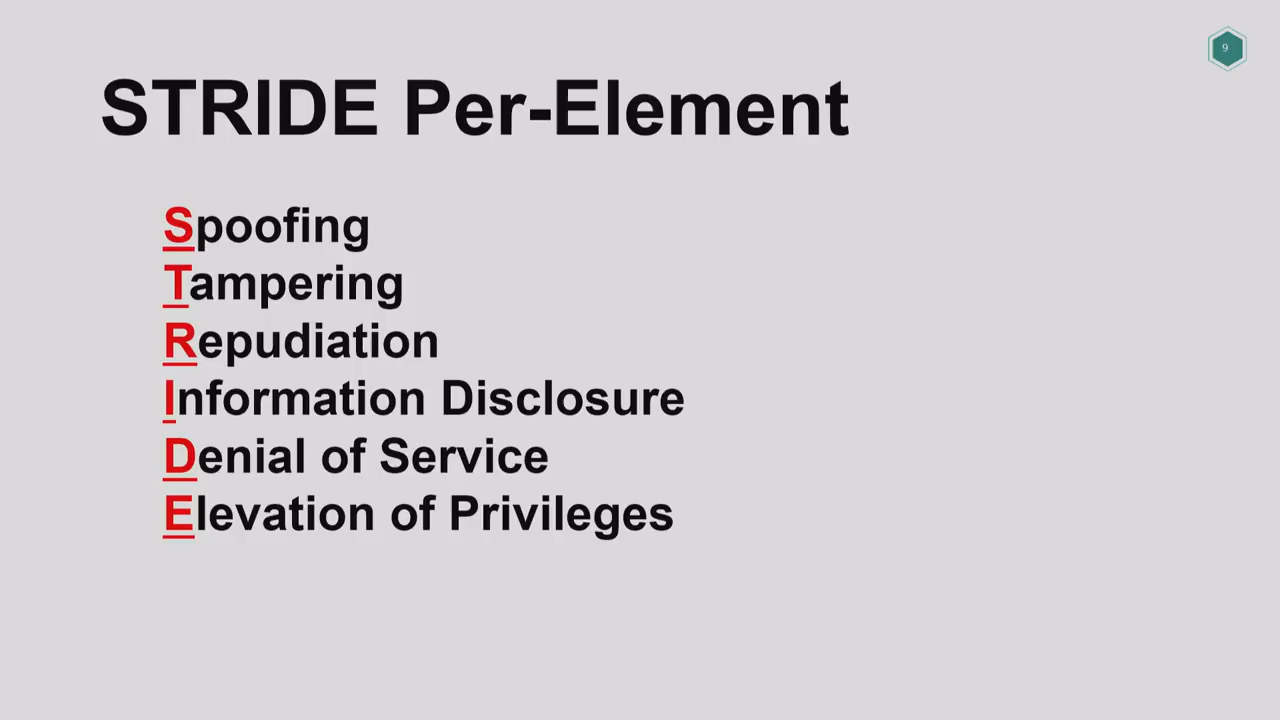 9
STRIDE Per-Element
Spoofing
Tampering
Repudiation
Information Disclosure
Denial of Service
Elevation of Privileges